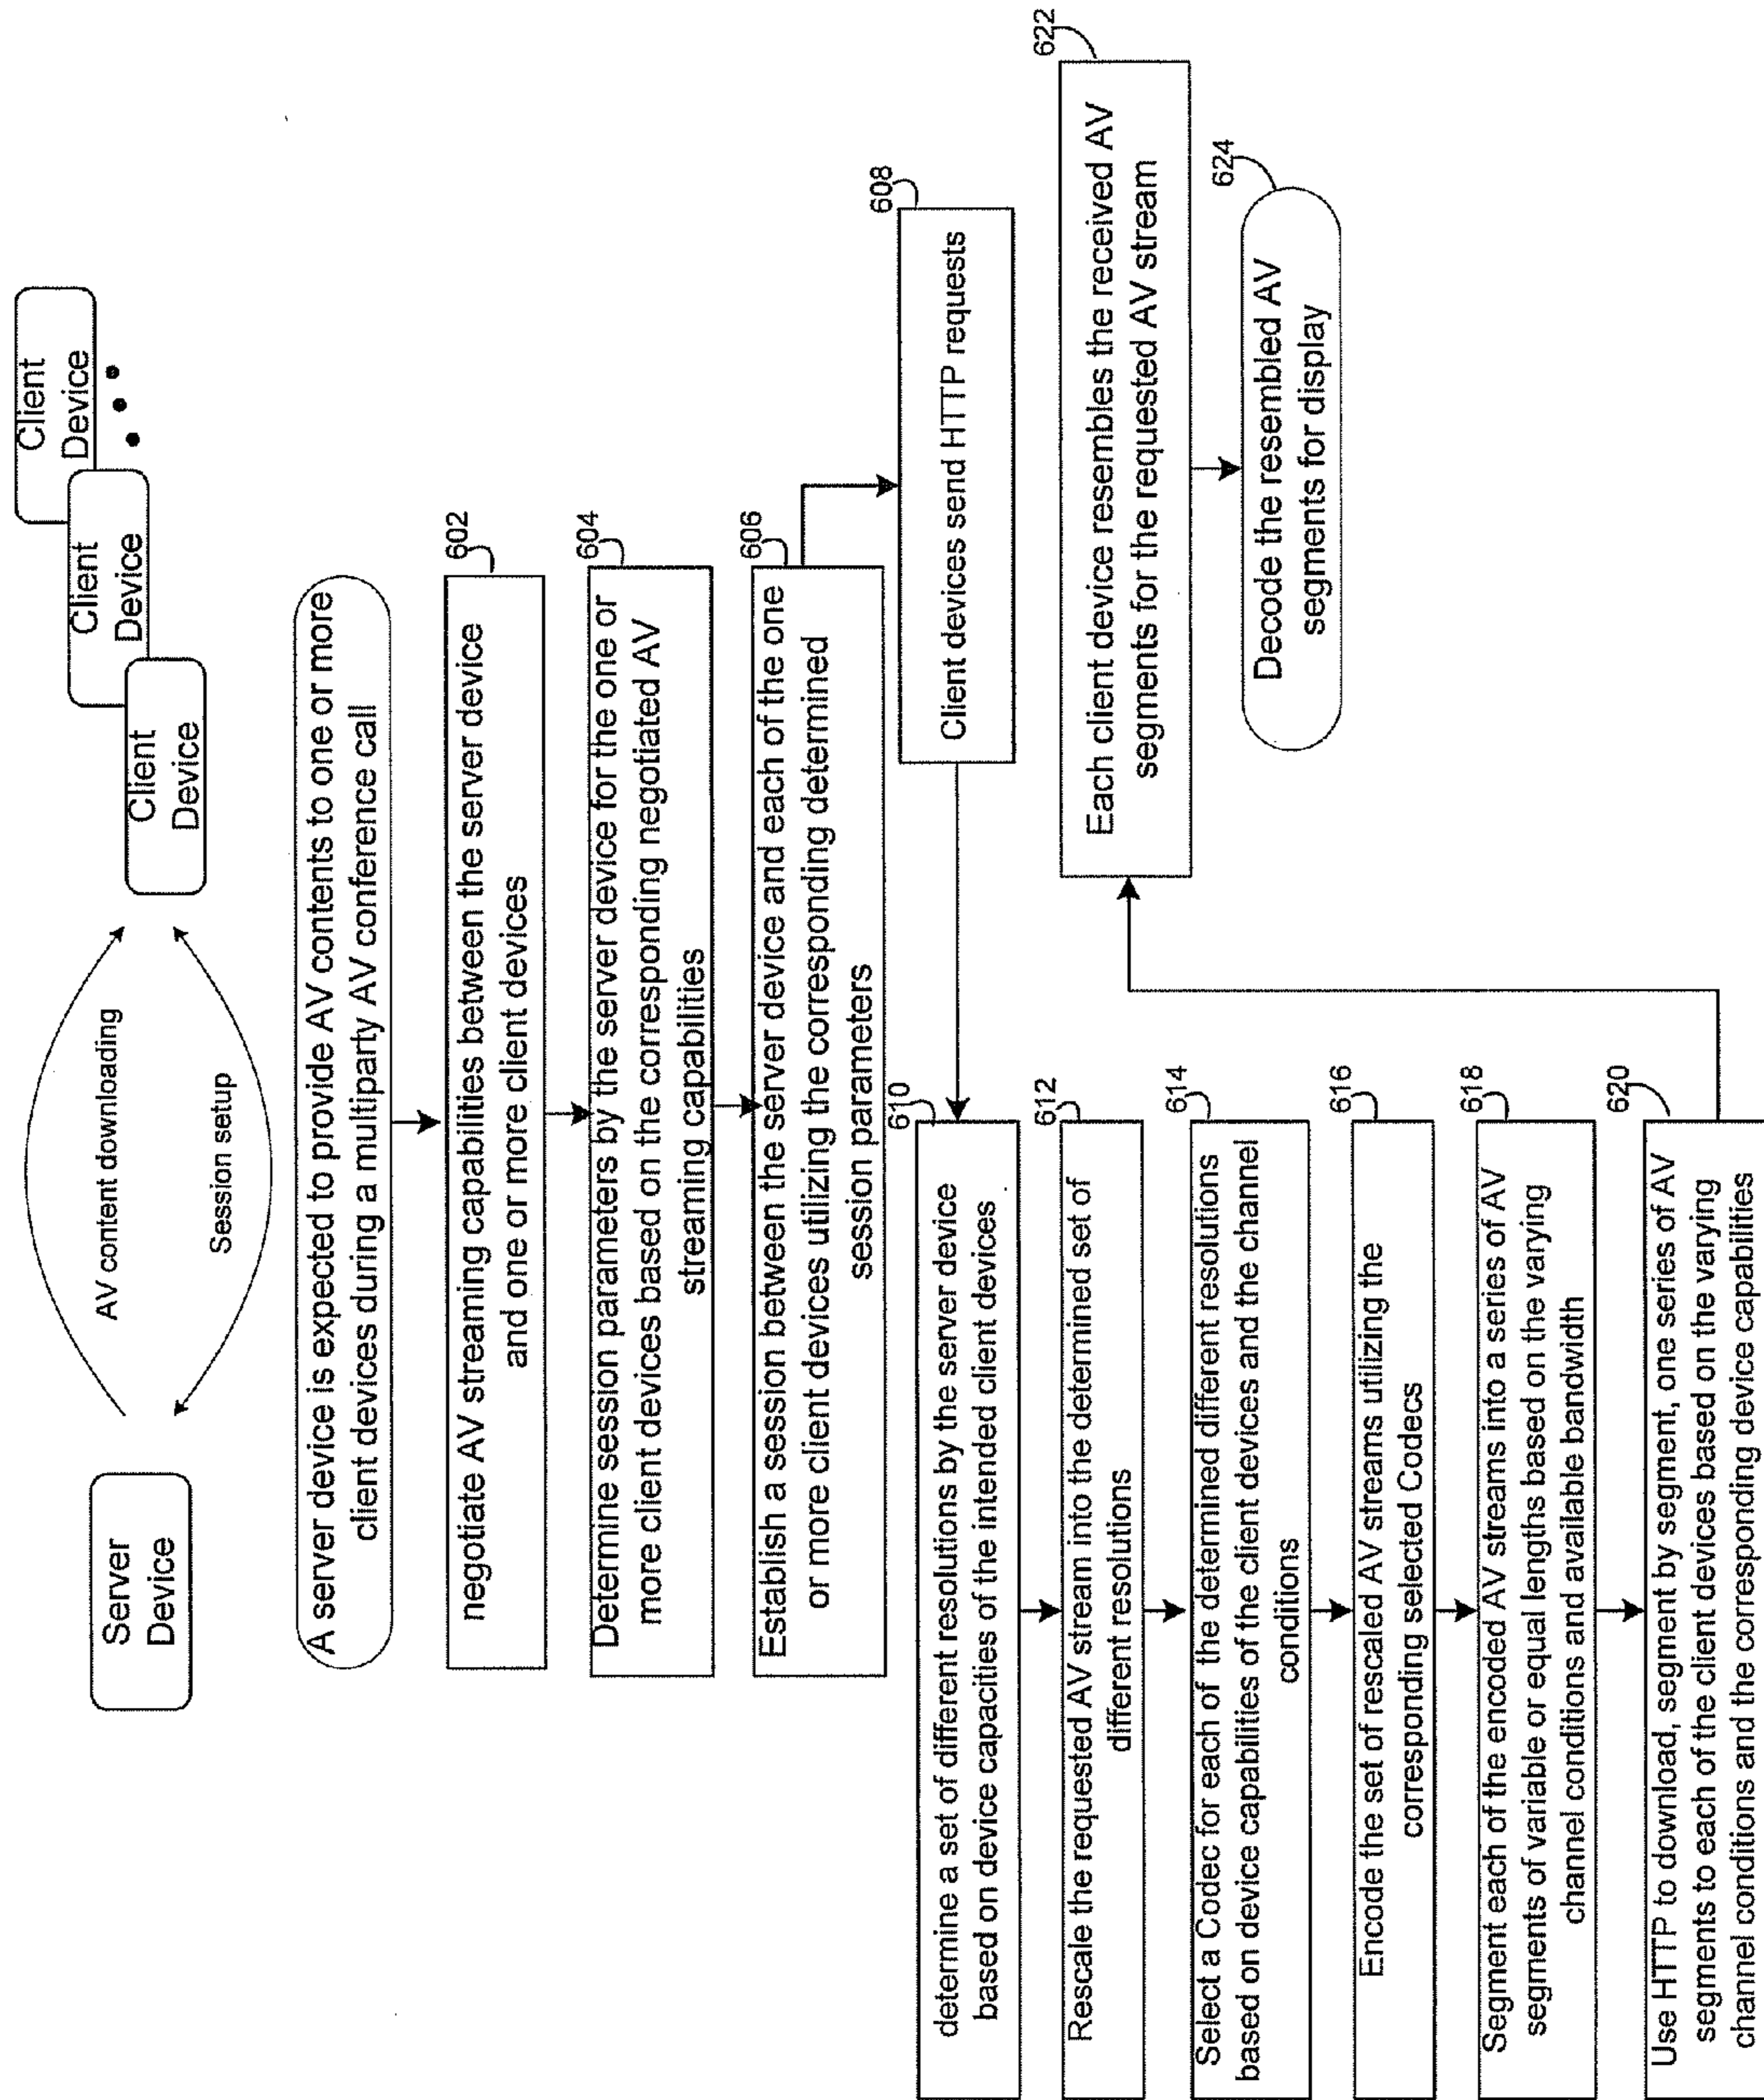 Server
Device
AV content downloading
Session setup
Client
Device
Client
Device
Client
Device
A server device is expected to provide AV contents to one or more
client devices during a multiparty AV conference call
602
negotiate AV streaming capabilities between the server device
and one or more client devices
604
Determine session parameters by the server device for the one or
more client devices based on the corresponding negotiated AV
streaming capabilities
606
Establish a session between the server device and each of the one
or more client devices utilizing the corresponding determined
session parameters
608
Client devices send HTTP requests
610
determine a set of different resolutions by the server device
based on device capacities of the intended client devices
612
Rescale the requested AV stream into the determined set of
different resolutions
614
Select a Codec for each of the determined different resolutions
based on device capabilities of the client devices and the channel
conditions
616
Encode the set of rescaled AV streams utilizing the
corresponding selected Codecs
618
Segment each of the encoded AV streams into a series of AV
segments of variable or equal lengths based on the varying
channel conditions and available bandwidth
620
Use HTTP to download, segment by segment, one series of AV
segments to each of the client devices based on the varying
channel conditions and the corresponding device capabilities
622
Each client device resembles the received AV
segments for the requested AV stream
624
Decode the resembled AV
segments for display